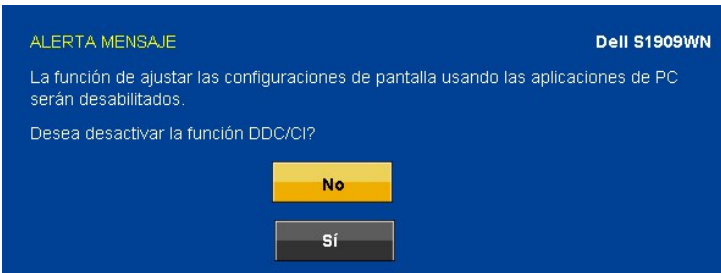 ALERTA MENSAJE
Dell S1909WN
La función de ajustar las configuraciones de pantalla usando las aplicaciones de PC
serán desabilitados.
Desea desactivar la función DDC/CI?
No
Sí